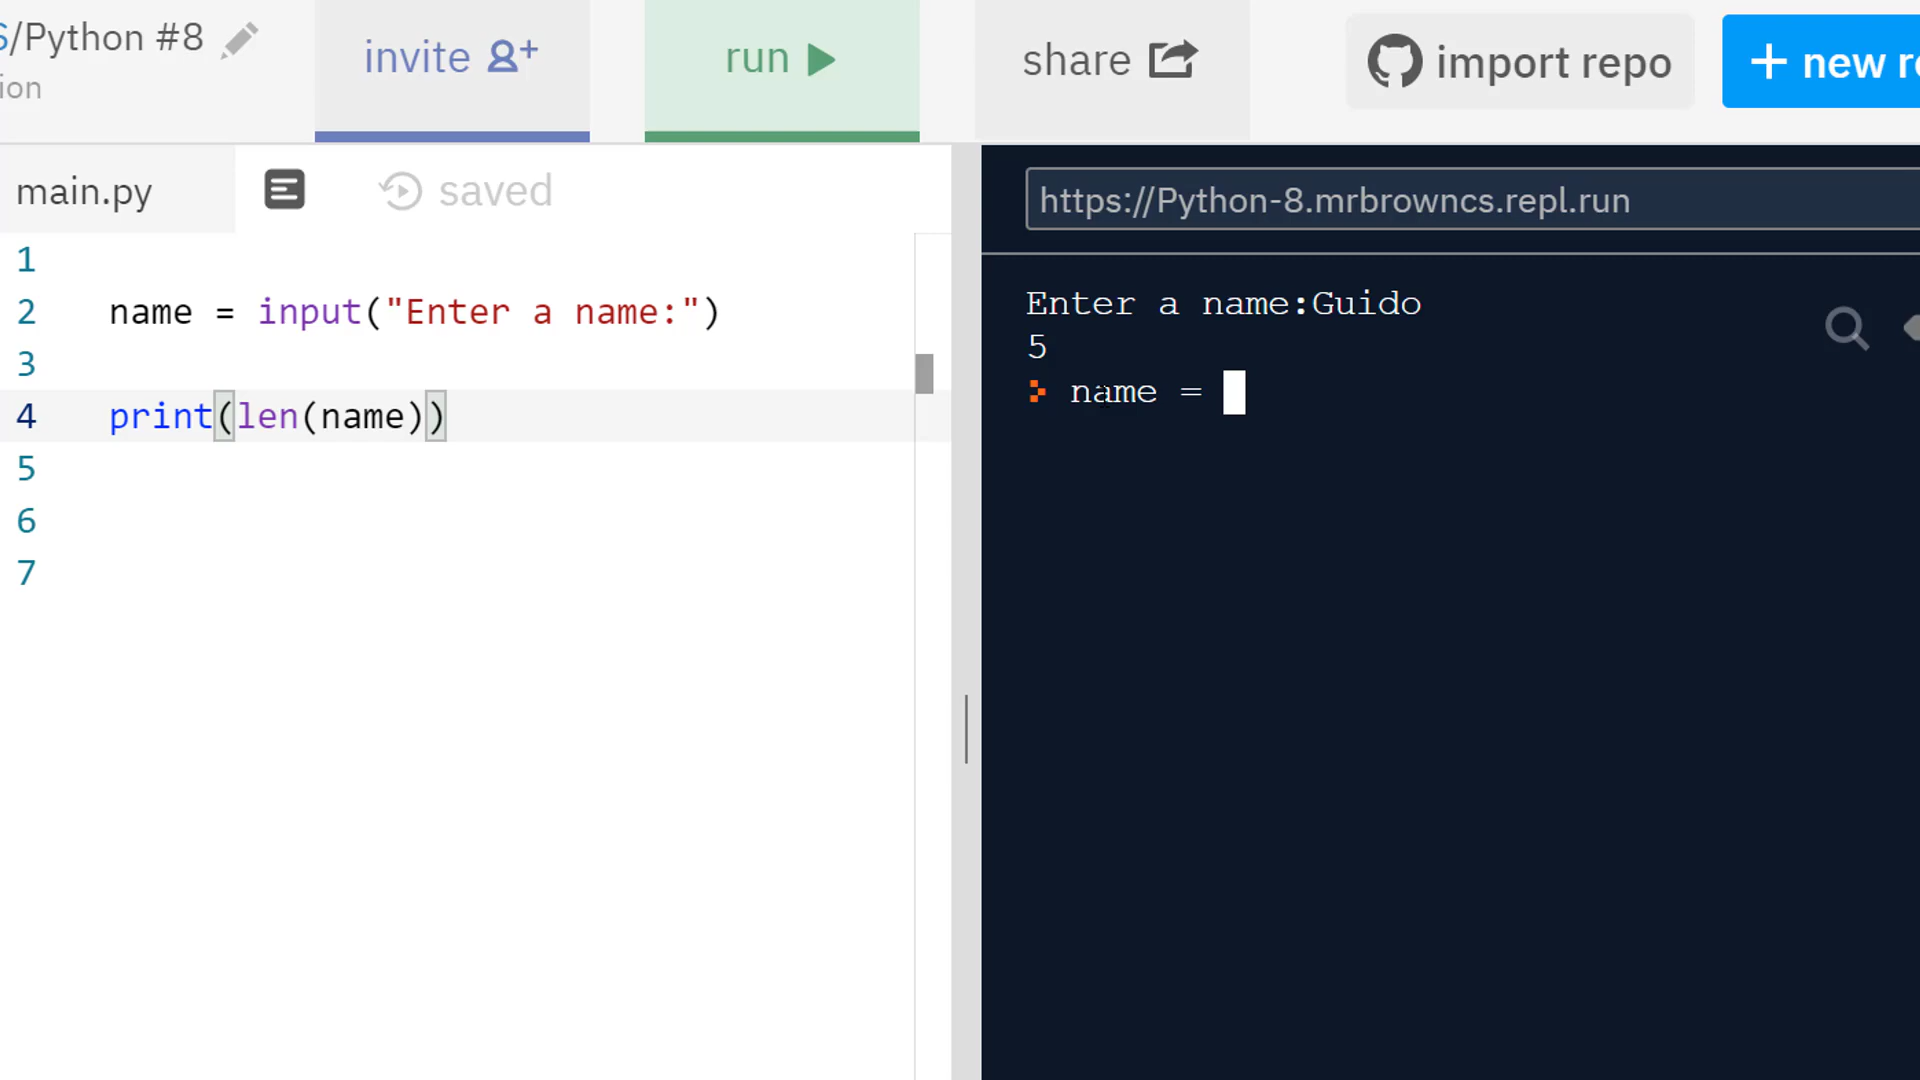 /Python #8
ion
invite
run
share
import repo
+ new
main.py
saved
https://Python-8.mrbrowncs.repl.run
1
2 name = input("Enter a name:")
3
4 print(len(name))
5
6
7
Enter a name:Guido
5
name =